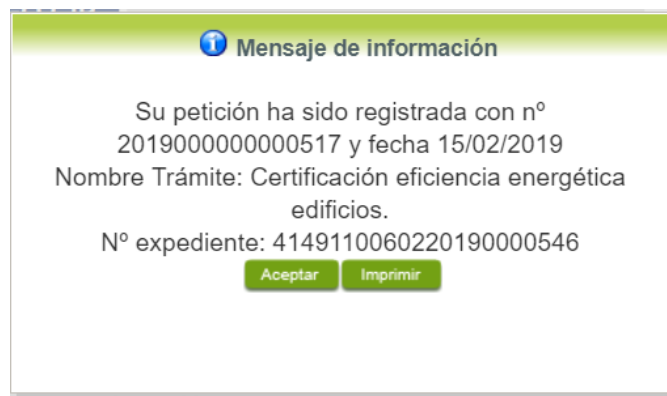 Mensaje de información
Su petición ha sido registrada con nº
2019000000000517 y fecha 15/02/2019
Nombre Trámite: Certificación eficiencia energética
edificios.
Nº expediente: 4149110060220190000546
Aceptar Imprimir